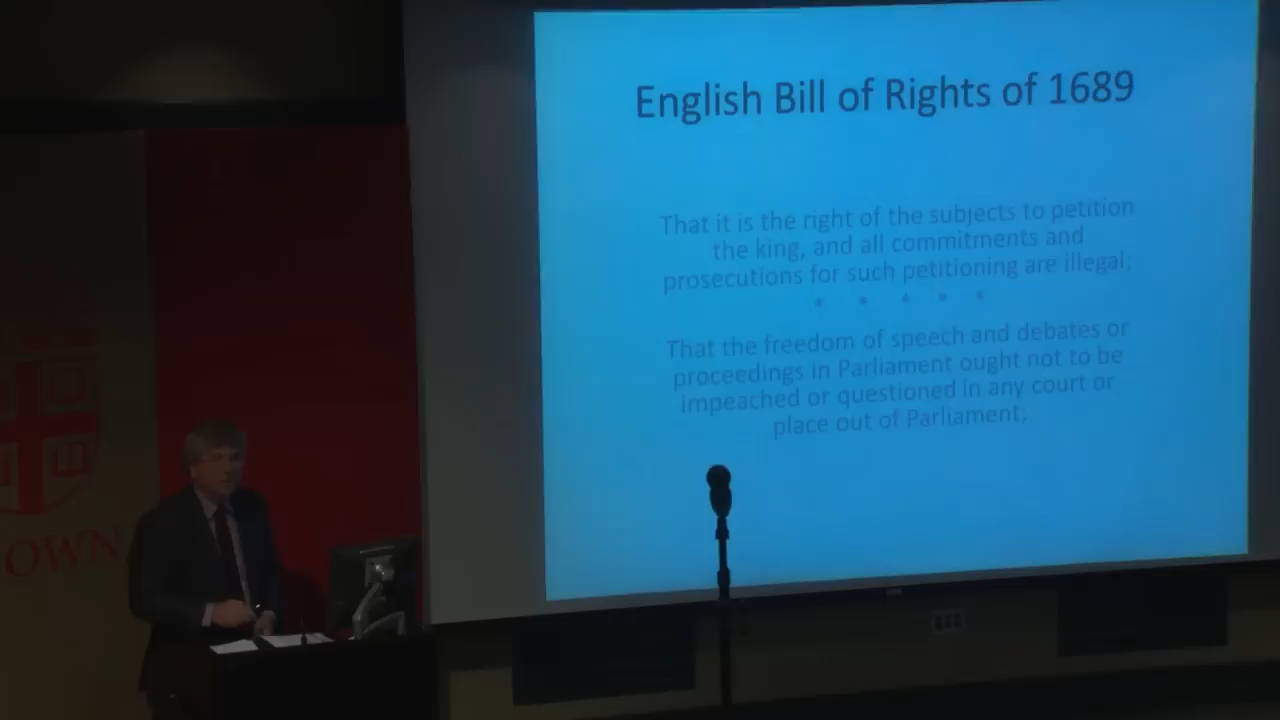 English Bill of Rights of 1689
That it is the right of the subjects to petition
the king, and all commitments and
prosecutions for such petitioning are illegal;
* * * * *
That the freedom of speech and debates or
proceedings in Parliament ought not to be
impeached or questioned in any court or
place out of Parliament;
OWN